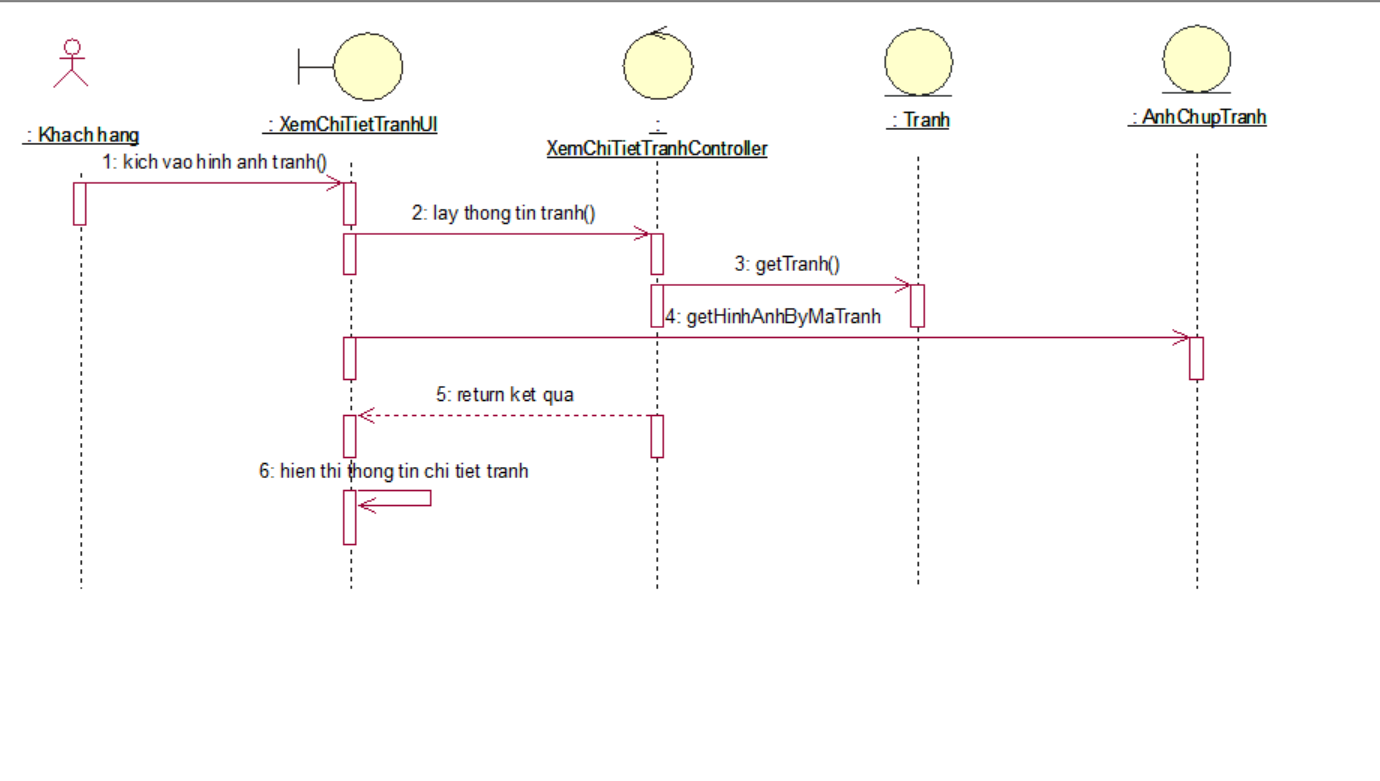 : Khach hang
: XemChiTietTranhUI
:
XemChiTietTranhController
: Tranh
: AnhChupTranh
1: kich vao hinh anh tranh()
2: lay thong tin tranh()
3: getTranh()
4: getHinhAnhByMaTranh
5: return ket qua
6: hien thi thong tin chi tiet tranh